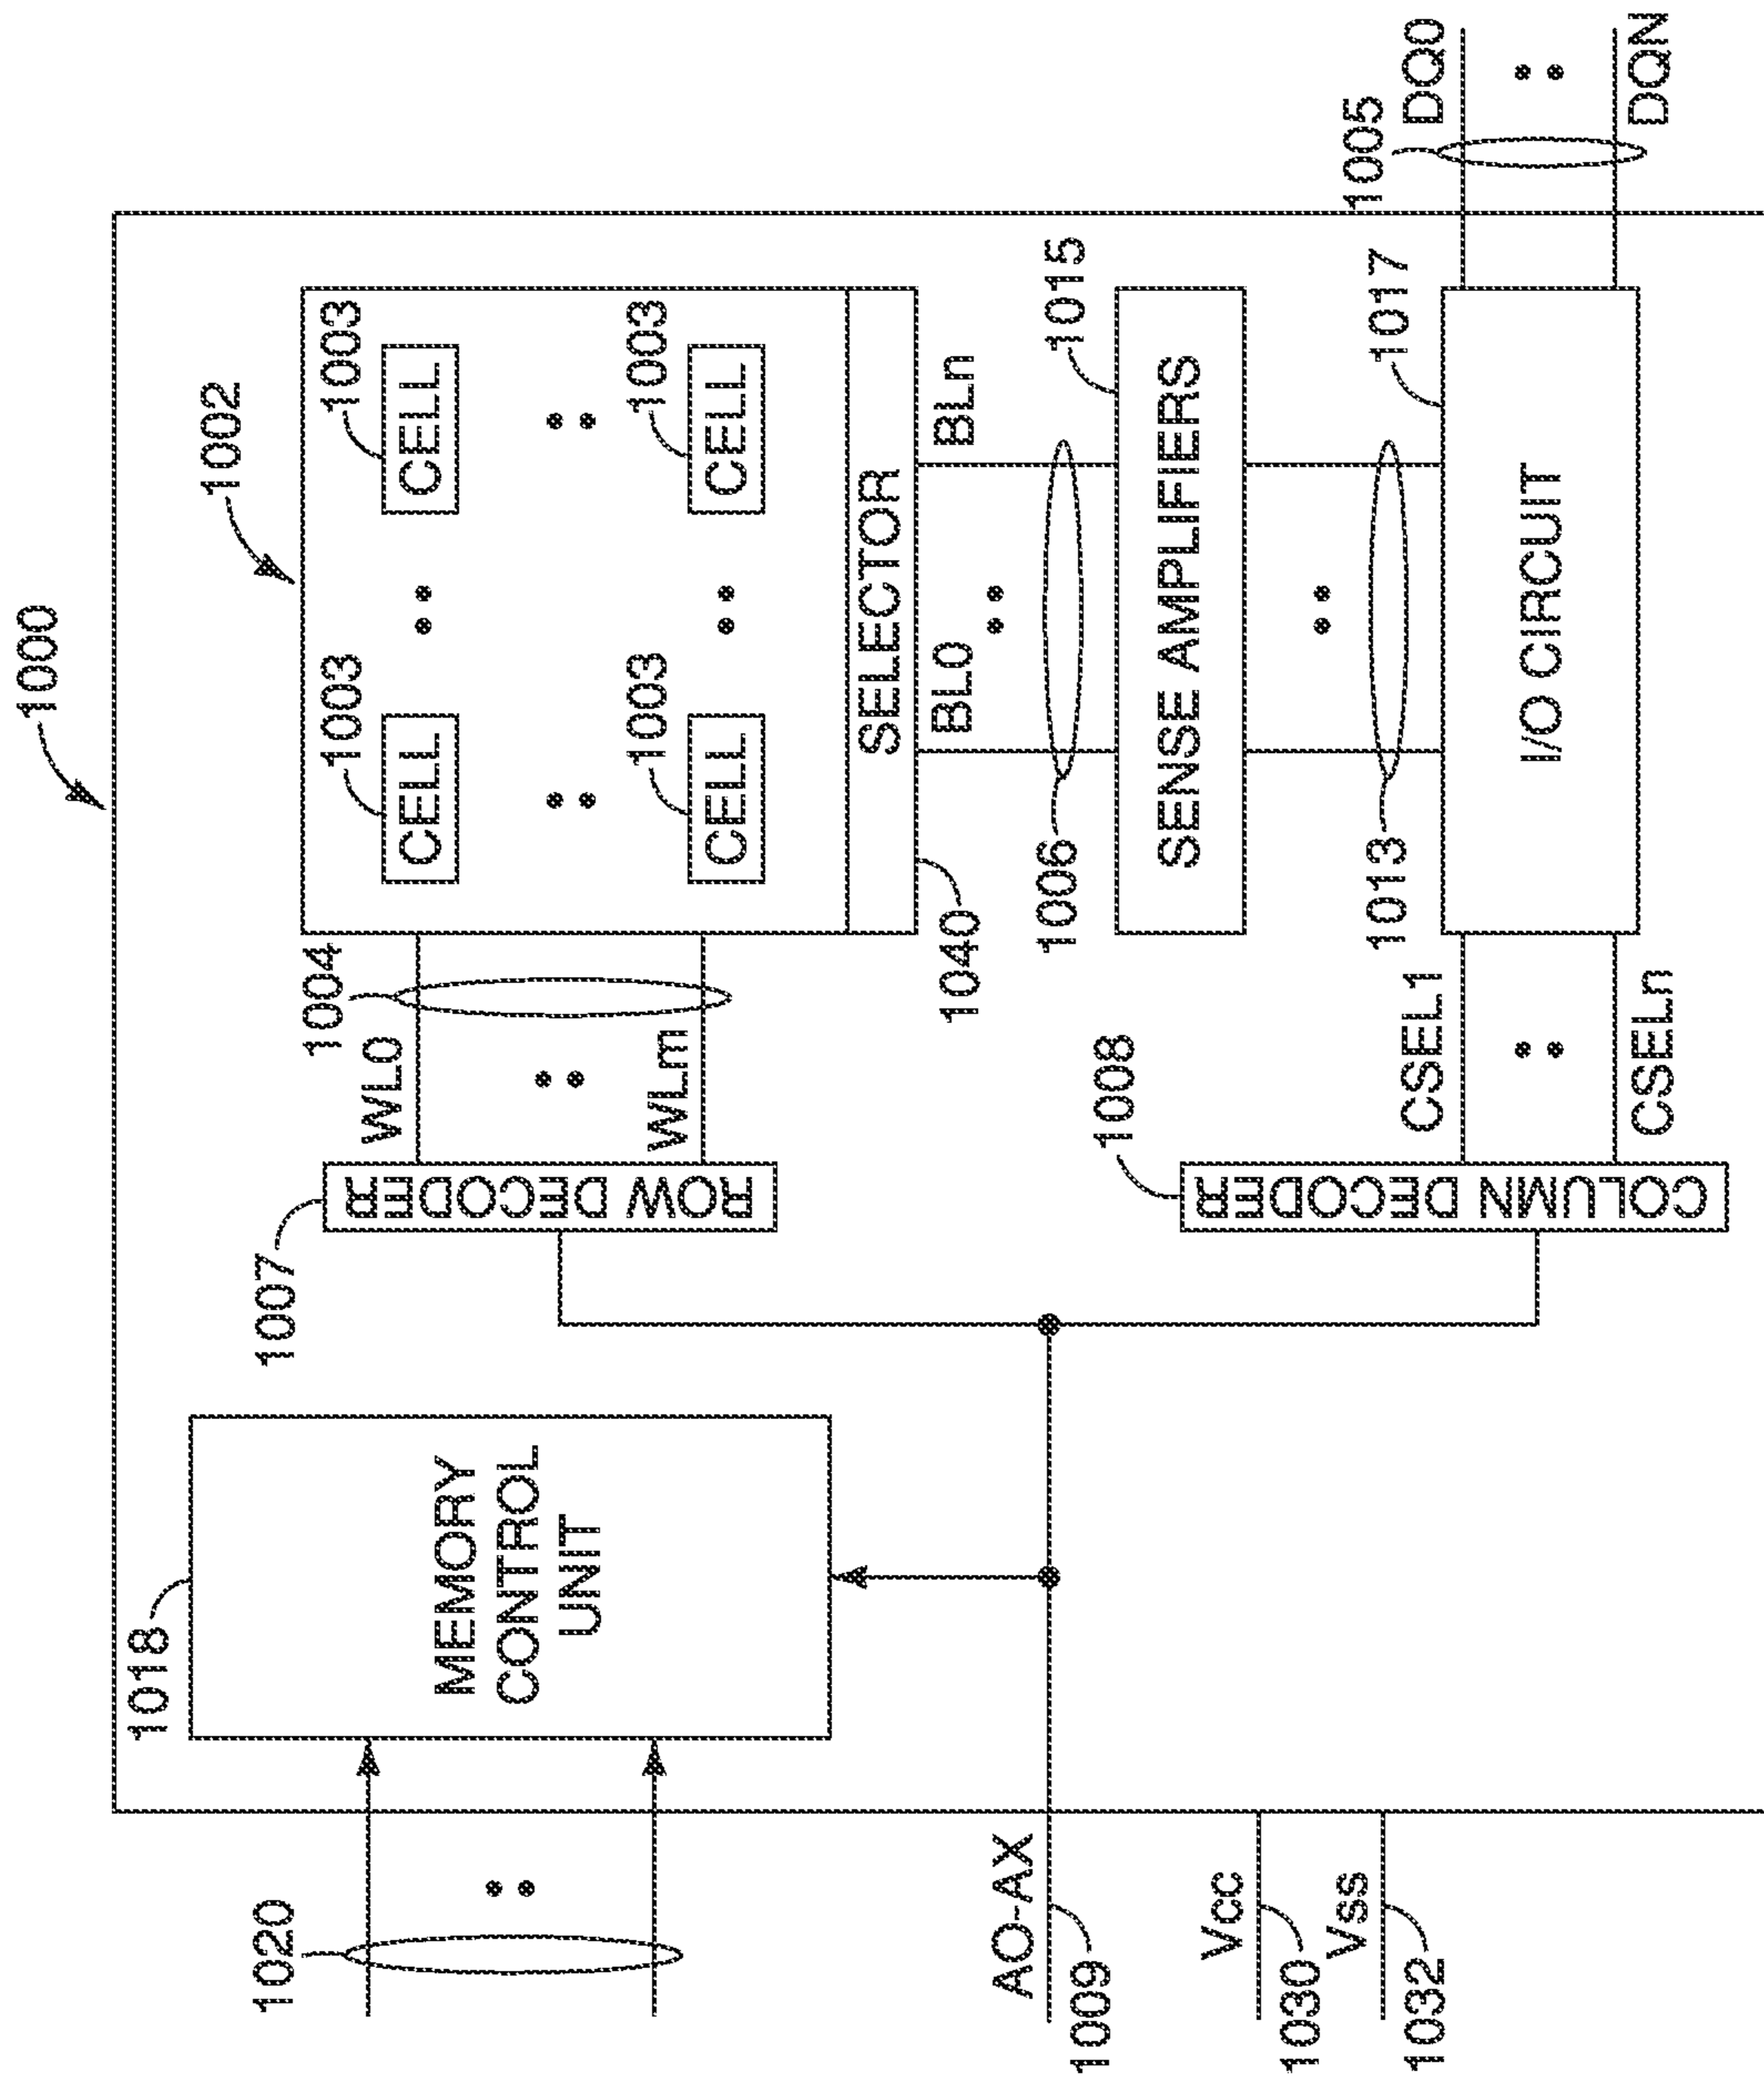 1000
1002
1018
MEMORY
CONTROL
UNIT
1020
1007
ROW DECODER
1004
WL0
WLm
1003
CELL
1003
CELL
1003
CELL
1003
CELL
SELECTOR
1040
BL0
BLn
1006
1015
SENSE AMPLIFIERS
1013
1017
I/O CIRCUIT
1008
COLUMN DECODER
CSEL1
CSELn
1005
DQ0
DQN
AO-AX
1009
Vcc
1030
Vss
1032